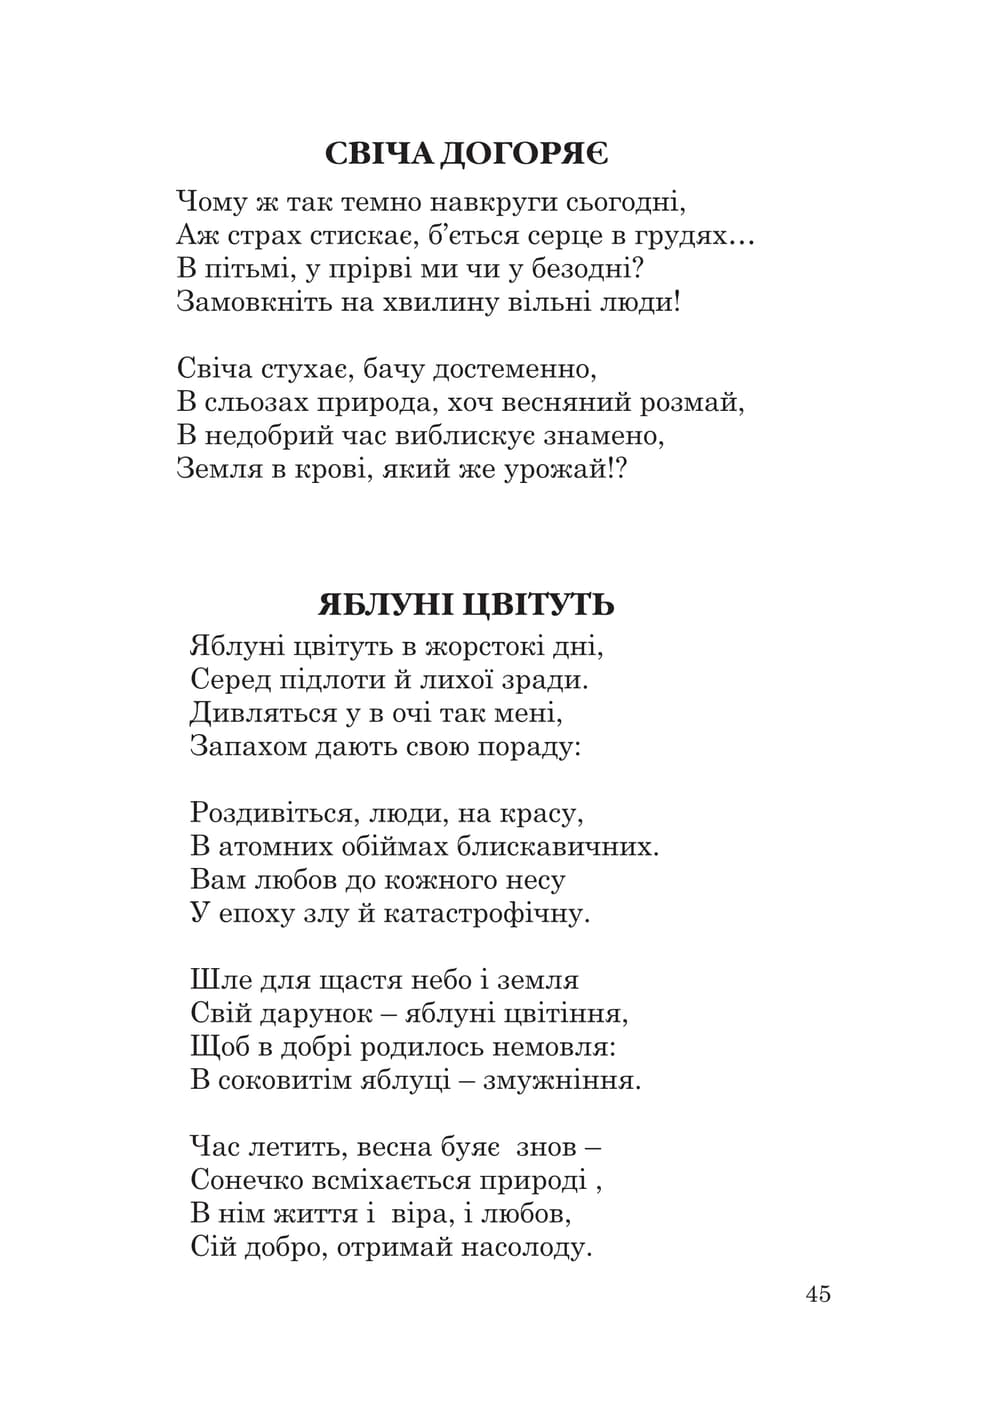 СВІЧА ДОГОРЯЄ
Чому ж так темно навкруги сьогодні,
Аж страх стискає, б’ється серце в грудях…
В пітьмі, у прірві ми чи у безодні?
Замовкніть на хвилину вільні люди!
Свіча стухає, бачу достеменно,
В сльозах природа, хоч весняний розмай,
В недобрий час виблискує знамено,
Земля в крові, який же урожай!?
ЯБЛУНІ ЦВІТУТЬ
Яблуні цвітуть в жорстокі дні,
Серед підлоти й лихої зради.
Дивляться у в очі так мені,
Запахом дають свою пораду:
Роздивіться, люди, на красу,
В атомних обіймах блискавичних.
Вам любов до кожного несу
У епоху злу й катастрофічну.
Шле для щастя небо і земля
Свій дарунок – яблуні цвітіння,
Щоб в добрі родилось немовля:
В соковитім яблуці – змужніння.
Час летить, весна буяє  знов –
Сонечко всміхається природі ,
В нім життя і  віра, і любов,
Сій добро, отримай насолоду.
45